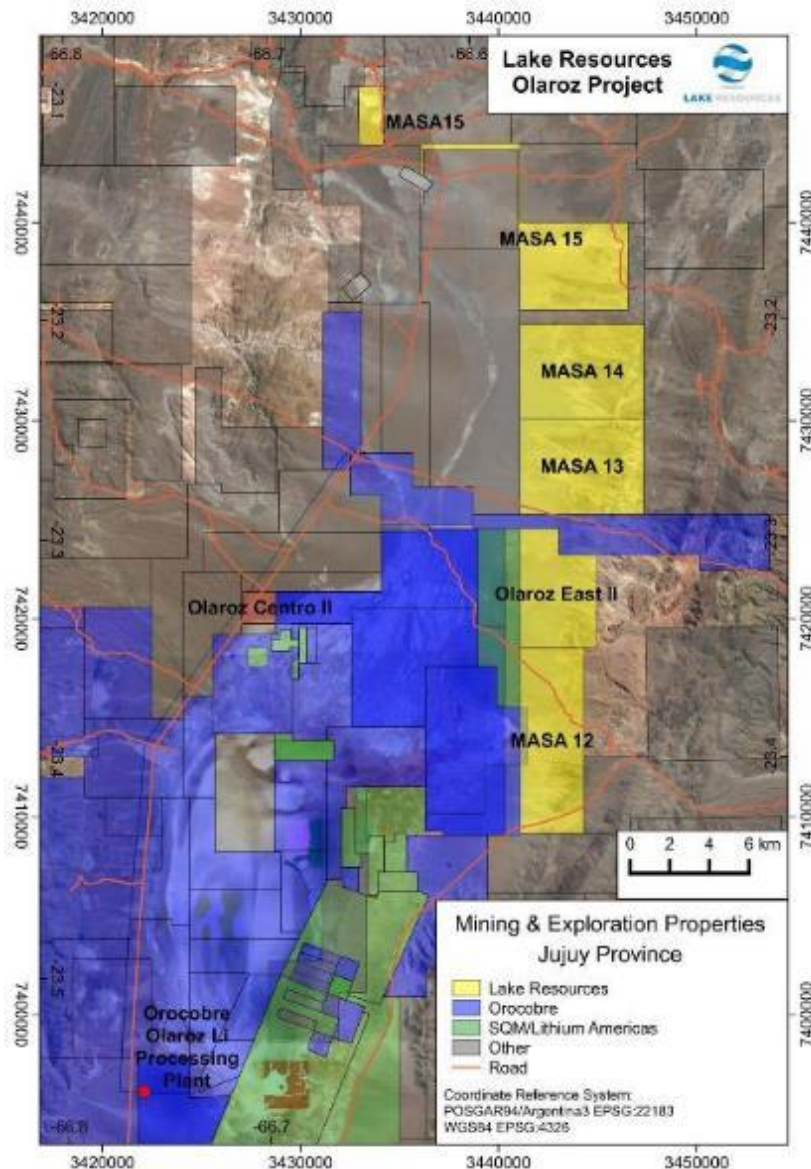 3420000 3430000 3440000 3450000
-66.8 -66.7 -66.6
Lake Resources
Olaroz Project
LAKE RESOURCES
-23.1
MASA15
7440000 7440000
MASA 15
-23.2 -23.2
MASA 14
7430000 7430000
MASA 13
-23.3 -23.3
Olaroz East II
Olaroz Centro II
7420000 7420000
MASA 12
-23.4 -23.4
7410000 7410000
0 2 4 6 km
Mining & Exploration Properties
Jujuy Province
Lake Resources
Orocobre
SQM/Lithium Americas
Other
Road
Coordinate Reference System:
POSGAR94/Argentina3 EPSG:22183
WGS84 EPSG:4326
-23.5
7400000 7400000
Orocobre
Olaroz Li
Processing
Plant
-66.8 -66.7
3420000 3430000 3440000 3450000